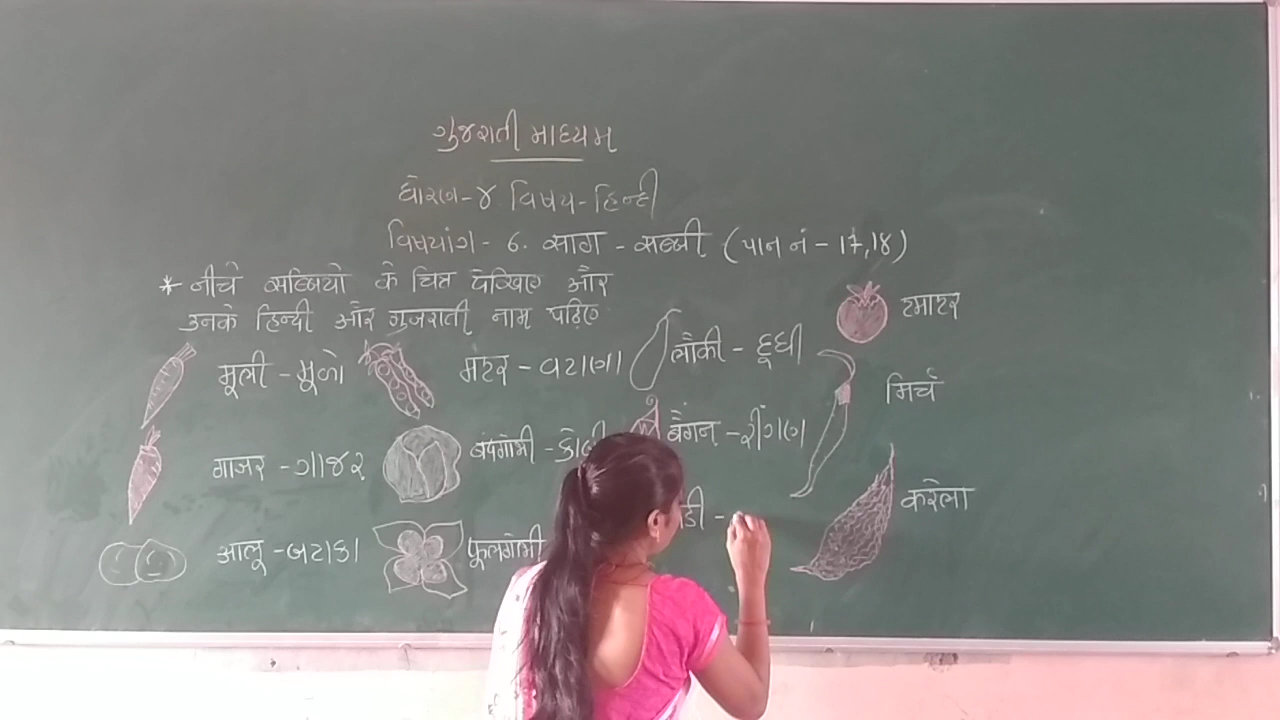 ગુજરાતી માધ્યમ
ધોરણ-૪ વિષય-હિન્દી
વિષયાંગ - 6. साग - सब्जी (પાન નં - 17,18)
* नीचे सब्जियो के चित्र देखिए और
उनके हिन्दी और गुजराती नाम पढ़िए
टमाटर
मूली - મૂળો
मटर - વટાણા
लौकी - દૂધી
मिर्च
गाजर - ગાજર
बंदगोभी -
बैंगन - રીંગણ
करेला
आलू - બટાકા
फूलगोभी